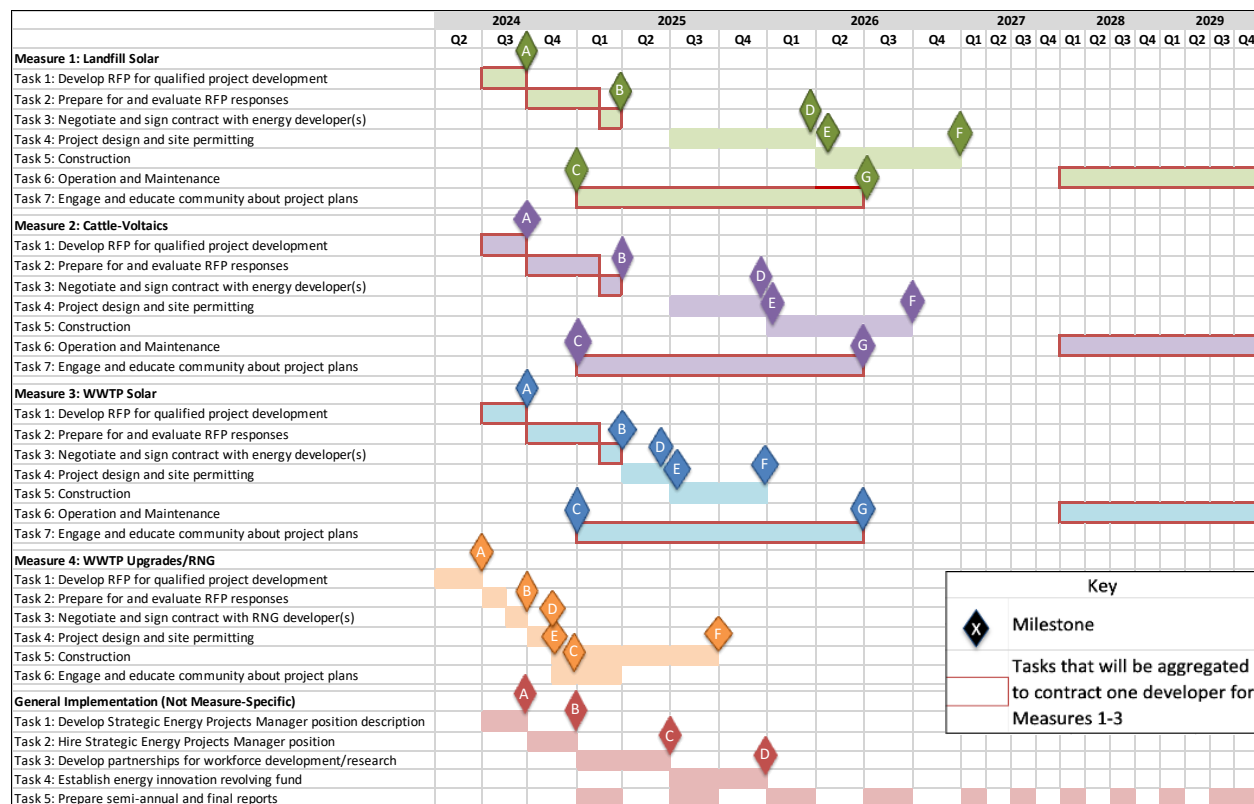 2024 2025 2026 2027 2028 2029
Q2 Q3 Q4 Q1 Q2 Q3 Q4 Q1 Q2 Q3 Q4 Q1 Q2 Q3 Q4 Q1 Q2 Q3 Q4 Q1 Q2 Q3 Q4
A
Measure 1: Landfill Solar
Task 1: Develop RFP for qualified project development
Task 2: Prepare for and evaluate RFP responses B
Task 3: Negotiate and sign contract with energy developer(s) D
Task 4: Project design and site permitting E F
Task 5: Construction
Task 6: Operation and Maintenance C G
Task 7: Engage and educate community about project plans
Measure 2: Cattle-Voltaics A
Task 1: Develop RFP for qualified project development
Task 2: Prepare for and evaluate RFP responses B
Task 3: Negotiate and sign contract with energy developer(s) D
Task 4: Project design and site permitting E F
Task 5: Construction
Task 6: Operation and Maintenance C G
Task 7: Engage and educate community about project plans
Measure 3: WWTP Solar A
Task 1: Develop RFP for qualified project development
Task 2: Prepare for and evaluate RFP responses B
Task 3: Negotiate and sign contract with energy developer(s) D
Task 4: Project design and site permitting E F
Task 5: Construction
Task 6: Operation and Maintenance C G
Task 7: Engage and educate community about project plans
Measure 4: WWTP Upgrades/RNG A
Task 1: Develop RFP for qualified project development
Task 2: Prepare for and evaluate RFP responses B
Task 3: Negotiate and sign contract with RNG developer(s) D
Task 4: Project design and site permitting E F
Task 5: Construction C
Task 6: Engage and educate community about project plans
General Implementation (Not Measure-Specific) A
Task 1: Develop Strategic Energy Projects Manager position description B
Task 2: Hire Strategic Energy Projects Manager position C
Task 3: Develop partnerships for workforce development/research D
Task 4: Establish energy innovation revolving fund
Task 5: Prepare semi-annual and final reports
Key
X Milestone
Tasks that will be aggregated
to contract one developer for
Measures 1-3